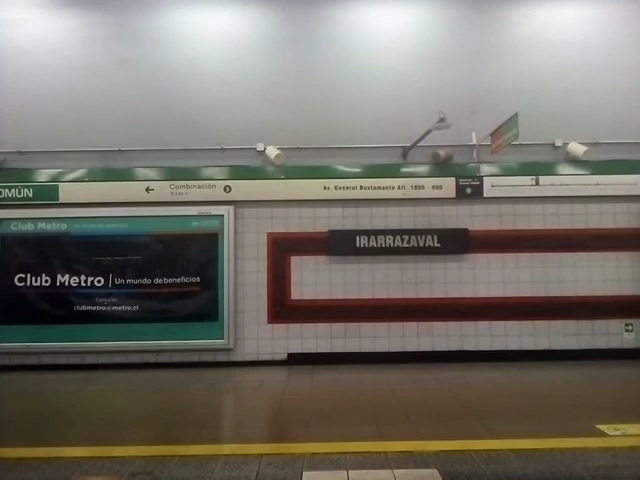 OMÚN
Combinación 3
Av. General Bustamante Alt. 1000 - 900
Club Metro
IRARRAZAVAL
Club Metro | Un mundo de beneficios
clubmetro@metro.cl